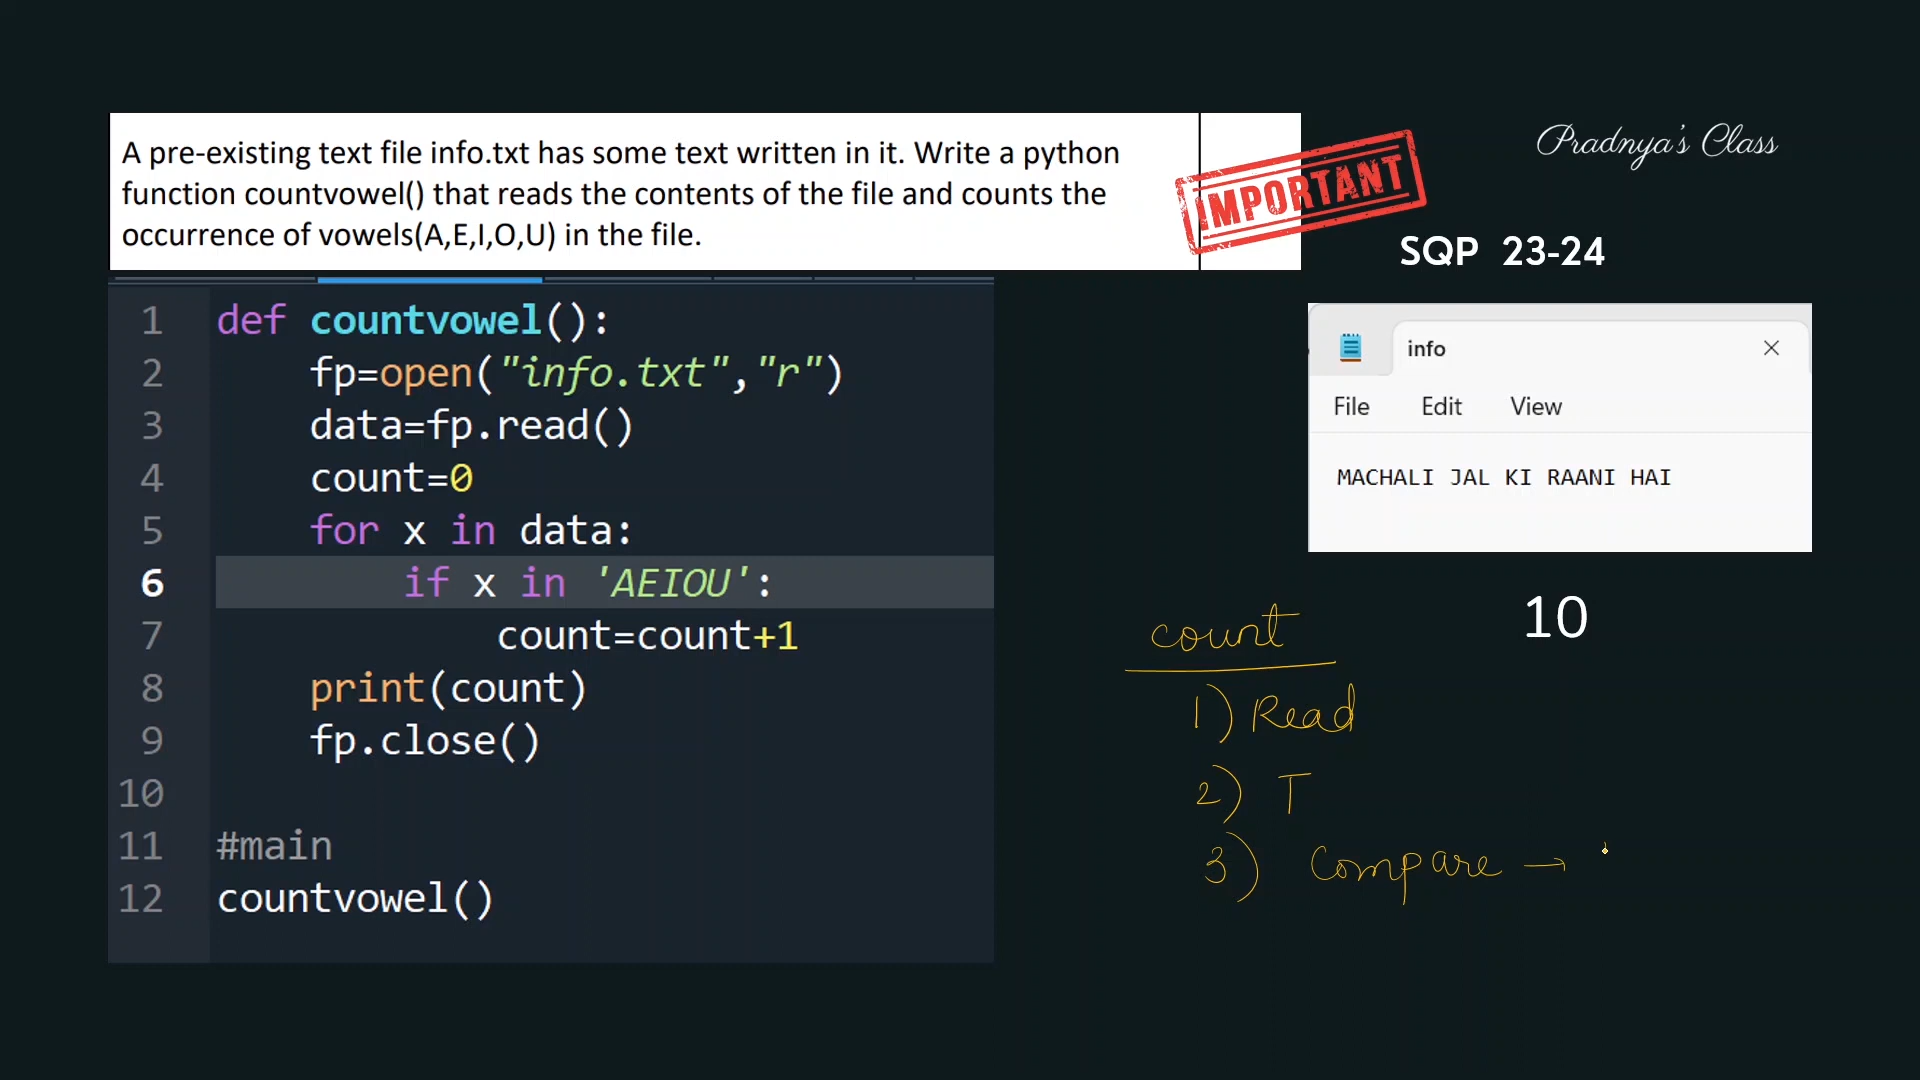 Pradnya's Class
A pre-existing text file info.txt has some text written in it. Write a python
function countvowel() that reads the contents of the file and counts the
occurrence of vowels(A,E,I,O,U) in the file.
IMPORTANT
SQP 23-24
1 def countvowel():
2 fp=open("info.txt","r")
3 data=fp.read()
4 count=0
5 for x in data:
6 if x in 'AEIOU':
7 count=count+1
8 print(count)
9 fp.close()
10
11 #main
12 countvowel()
info
File Edit View
MACHALI JAL KI RAANI HAI
10
count
1) Read
2) T
3) Compare →